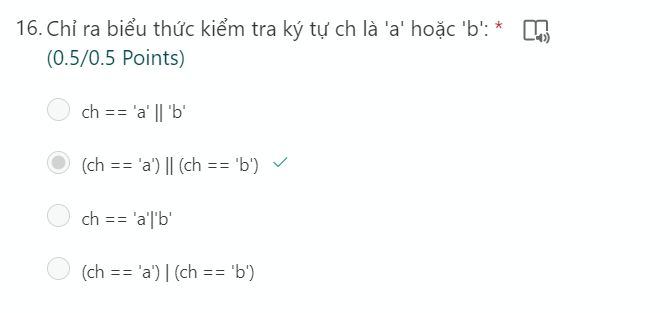 16. Chỉ ra biểu thức kiểm tra ký tự ch là 'a' hoặc 'b': *
(0.5/0.5 Points)
ch == 'a' || 'b'
(ch == 'a') || (ch == 'b')
ch == 'a'|'b'
(ch == 'a') | (ch == 'b')